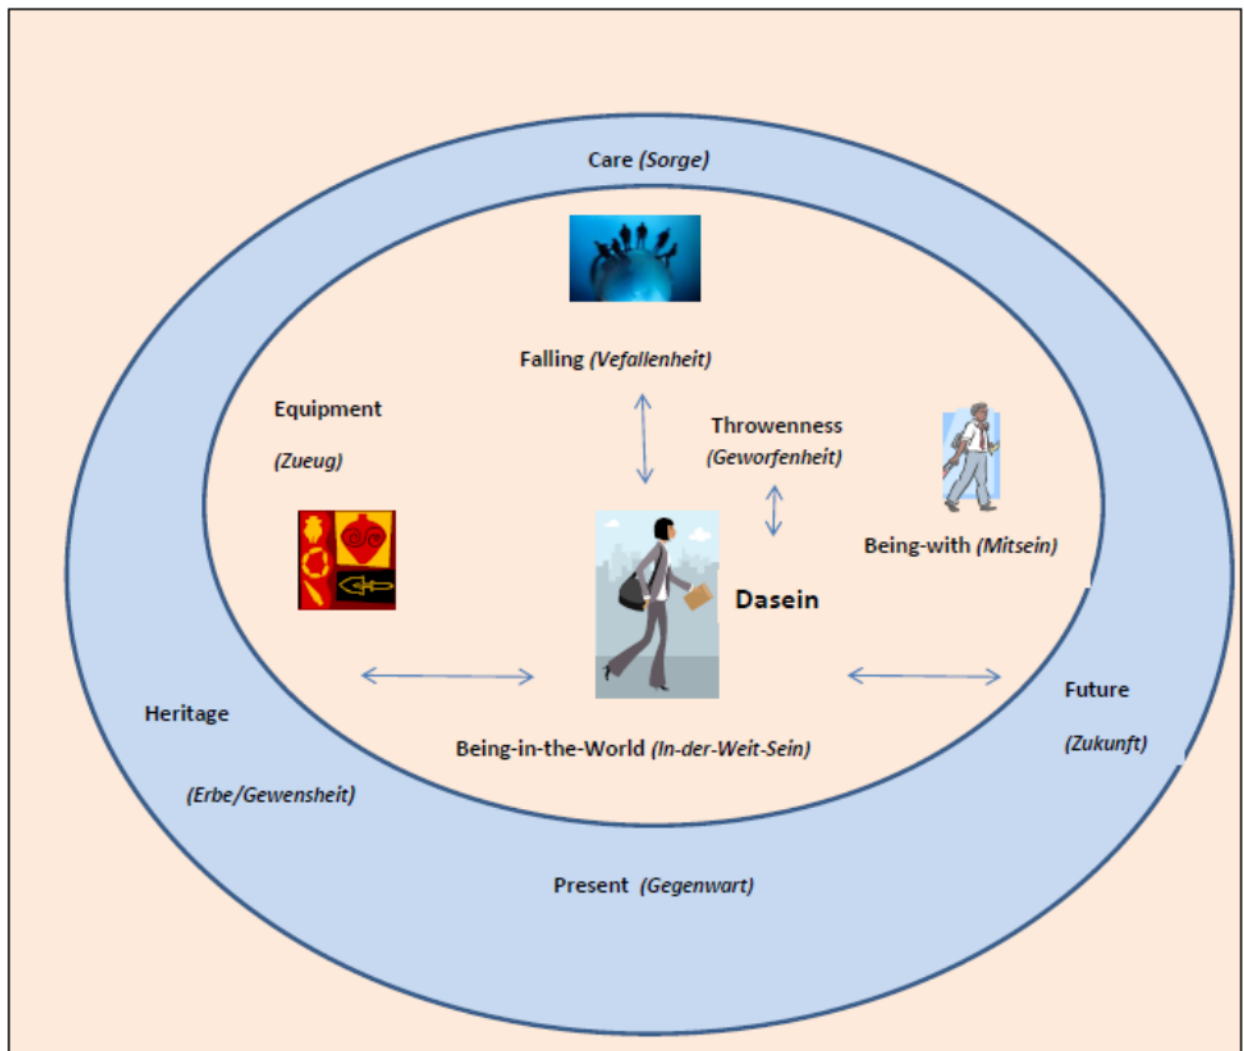 Care (Sorge)
Falling (Vefallenheit)
Equipment
(Zueug)
Throwenness
(Geworfenheit)
Being-with (Mitsein)
Dasein
Being-in-the-World (In-der-Weit-Sein)
Heritage
(Erbe/Gewensheit)
Future
(Zukunft)
Present (Gegenwart)